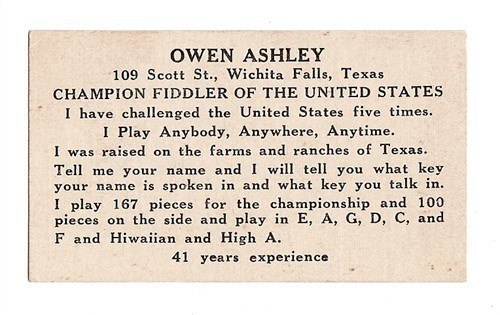 OWEN ASHLEY
109 Scott St., Wichita Falls, Texas
CHAMPION FIDDLER OF THE UNITED STATES
I have challenged the United States five times.
I Play Anybody, Anywhere, Anytime.
I was raised on the farms and ranches of Texas.
Tell me your name and I will tell you what key
your name is spoken in and what key you talk in.
I play 167 pieces for the championship and 100
pieces on the side and play in E, A, G, D, C, and
F and Hiwaiian and High A.
41 years experience